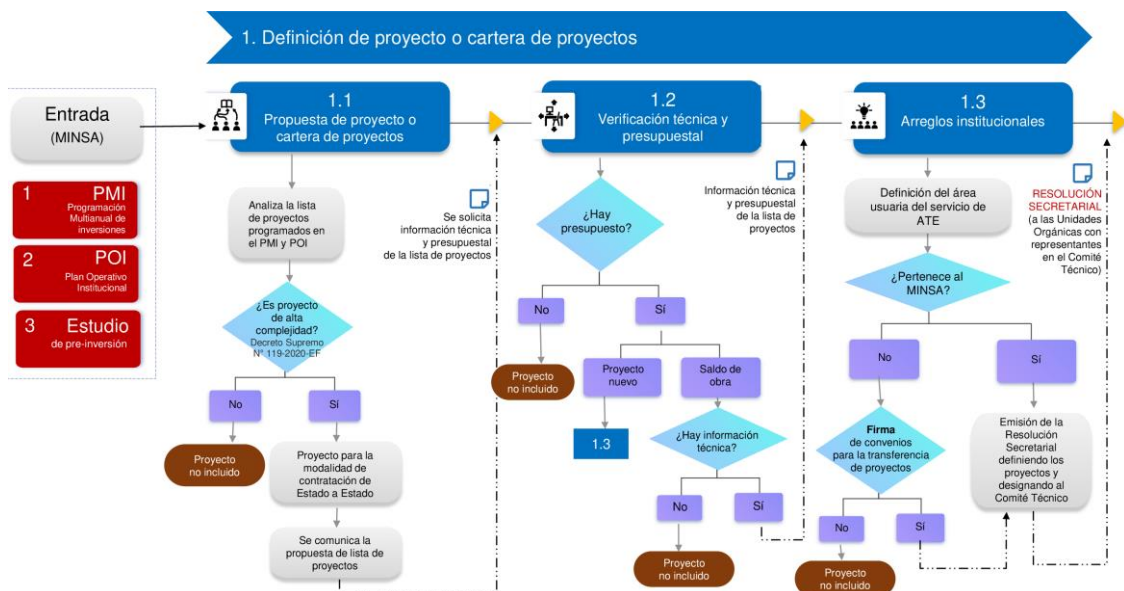 1. Definición de proyecto o cartera de proyectos
Entrada
(MINSA)
1 PMI
Programación
Multianual de
inversiones
2 POI
Plan Operativo
Institucional
3 Estudio
de pre-inversión
1.1
Propuesta de proyecto o
cartera de proyectos
Analiza la lista
de proyectos
programados en
el PMI y POI
¿Es proyecto
de alta
complejidad?
Decreto Supremo
N° 119-2020-EF
No
Sí
Proyecto
no incluido
Proyecto para la
modalidad de
contratación de
Estado a Estado
Se comunica la
propuesta de lista de
proyectos
Se solicita
información técnica
y presupuestal
de la lista de proyectos
1.2
Verificación técnica y
presupuestal
¿Hay
presupuesto?
No
Sí
Proyecto
no incluido
Proyecto
nuevo
Saldo de
obra
1.3
¿Hay información
técnica?
No
Sí
Proyecto
no incluido
Información técnica
y presupuestal
de la lista de
proyectos
1.3
Arreglos institucionales
Definición del área
usuaria del servicio de
ATE
¿Pertenece al
MINSA?
No
Sí
Firma
de convenios
para la transferencia
de proyectos
No
Sí
Proyecto
no incluido
Emisión de la
Resolución
Secretarial
definiendo los
proyectos y
designando al
Comité Técnico
RESOLUCIÓN
SECRETARIAL
(a las Unidades
Orgánicas con
representantes
en el Comité
Técnico)